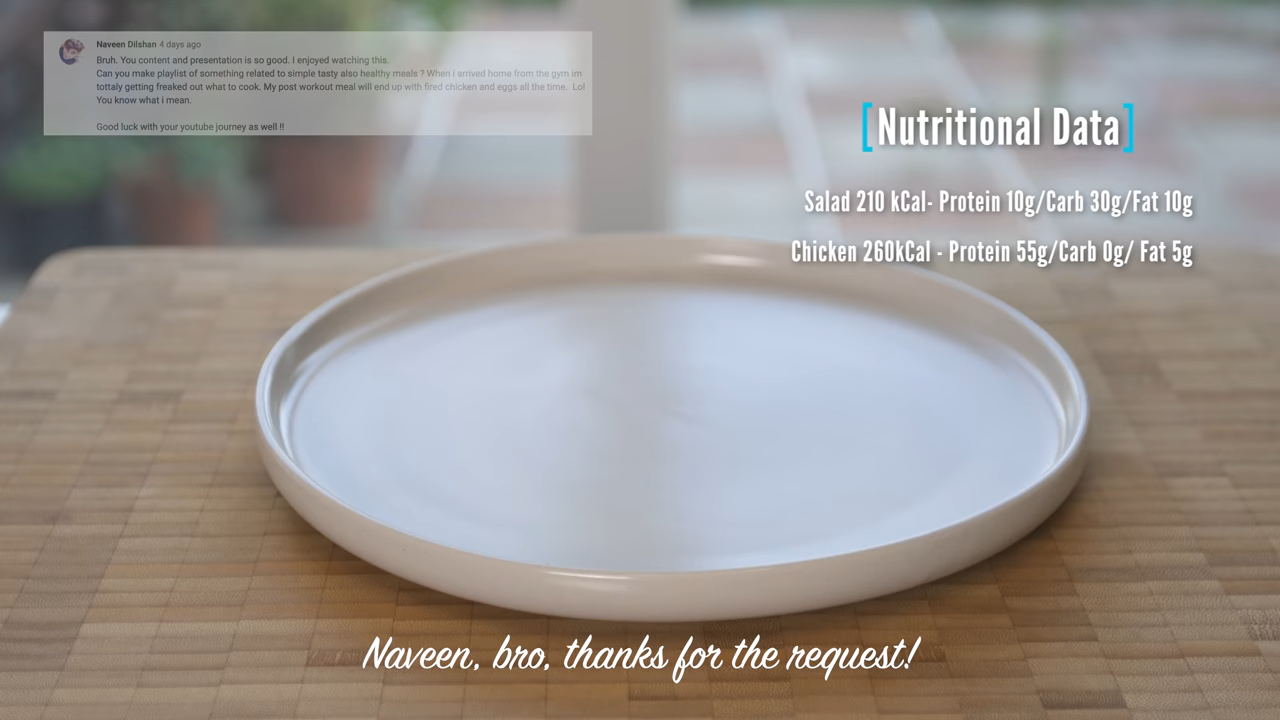 Naveen Dilshan 4 days ago
Bruh. You content and presentation is so good. I enjoyed watching this.
Can you make playlist of something related to simple tasty also healthy meals ? When i arrived home from the gym im
tottaly getting freaked out what to cook. My post workout meal will end up with fired chicken and eggs all the time. Lol
You know what i mean.
Good luck with your youtube journey as well !!
[Nutritional Data]
Salad 210 kCal- Protein 10g/Carb 30g/Fat 10g
Chicken 260kCal - Protein 55g/Carb 0g/ Fat 5g
Naveen, bro, thanks for the request!